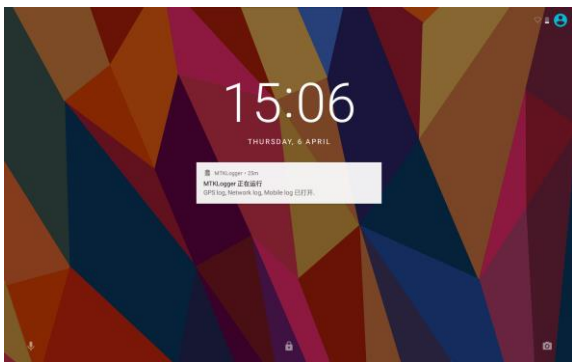 15:06
THURSDAY, 6 APRIL
MTKLogger • 25m
MTKLogger 正在运行
GPS log, Network log, Mobile log 已打开.